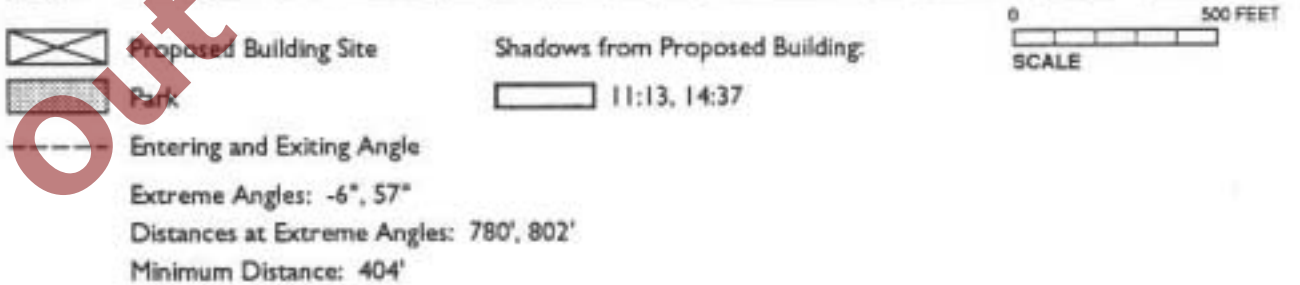 0 500 FEET
SCALE
Proposed Building Site
Park
Entering and Exiting Angle
Extreme Angles: -6°, 57°
Distances at Extreme Angles: 780', 802'
Minimum Distance: 404'
Shadows from Proposed Building:
11:13, 14:37
Out